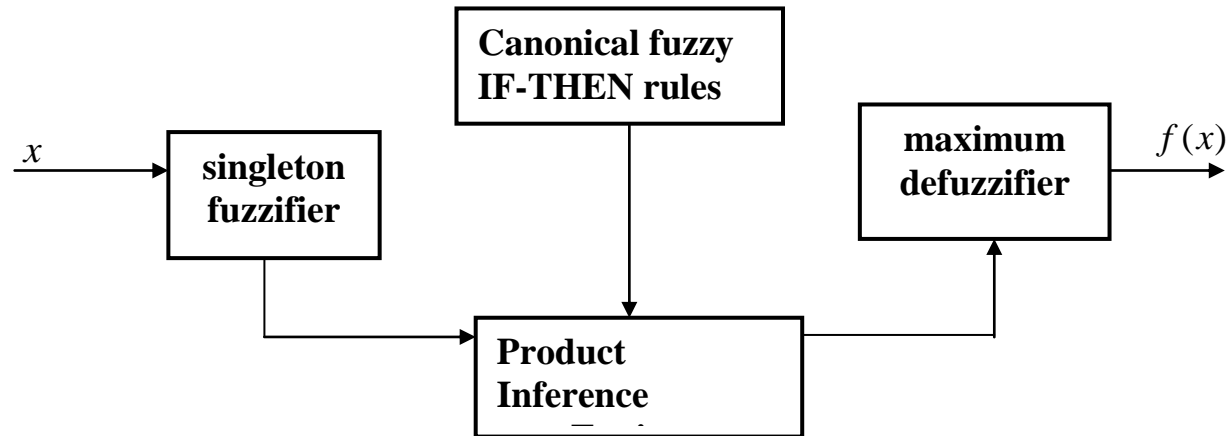 Canonical fuzzy
IF-THEN rules
x
singleton
fuzzifier
maximum
defuzzifier
f(x)
Product
Inference